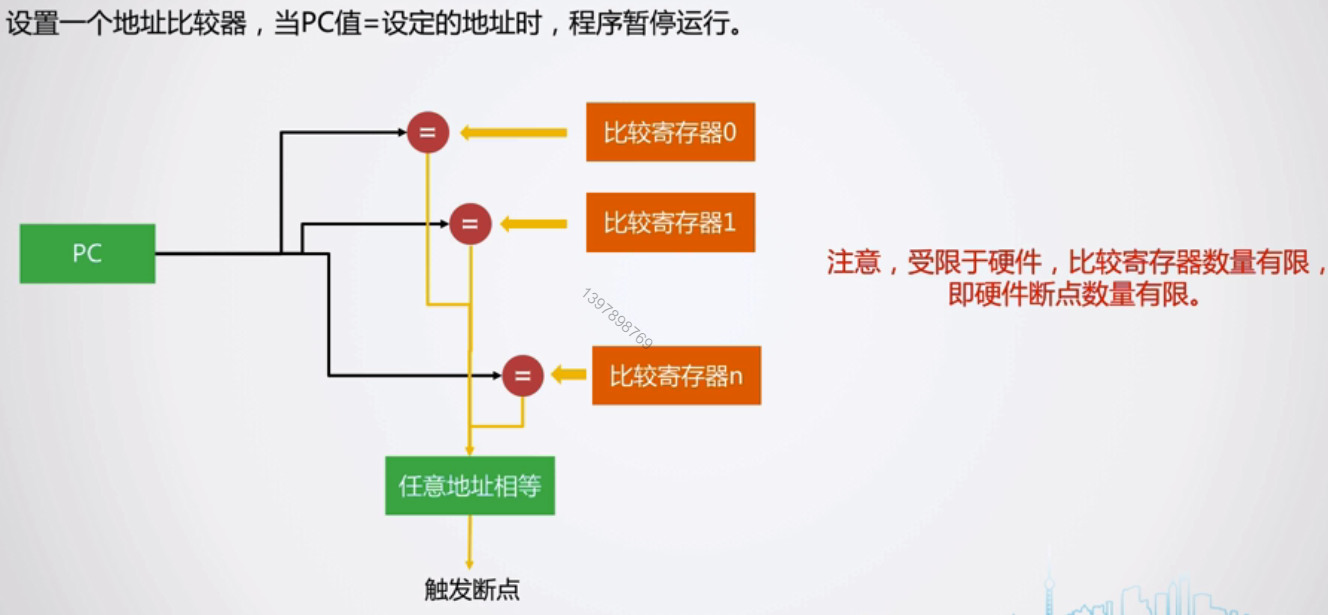 设置一个地址比较器，当PC值=设定的地址时，程序暂停运行。
=
比较寄存器0
=
比较寄存器1
PC
注意，受限于硬件，比较寄存器数量有限，
即硬件断点数量有限。
1397898769
=
比较寄存器n
任意地址相等
触发断点